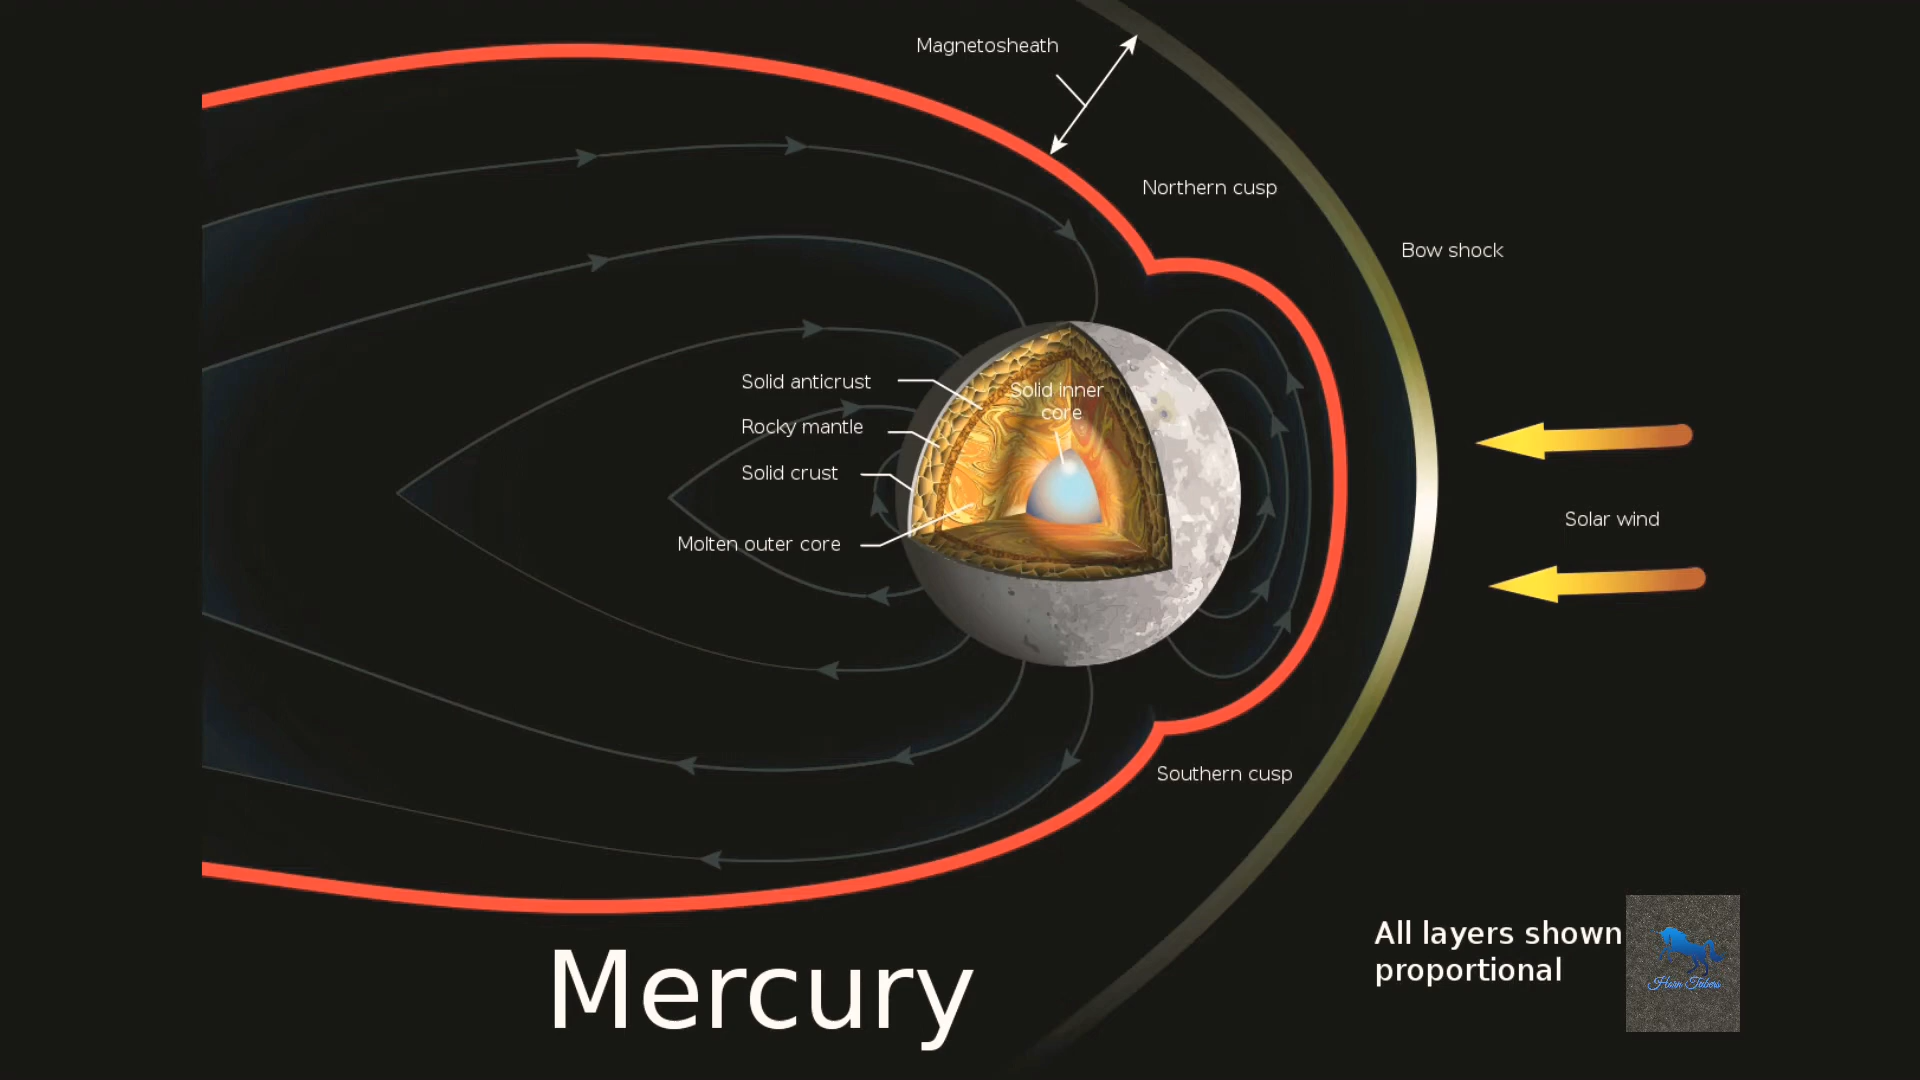 Magnetosheath
Northern cusp
Bow shock
Solid anticrust
Solid inner
core
Rocky mantle
Solid crust
Solar wind
Molten outer core
Southern cusp
All layers shown
proportional
Mercury